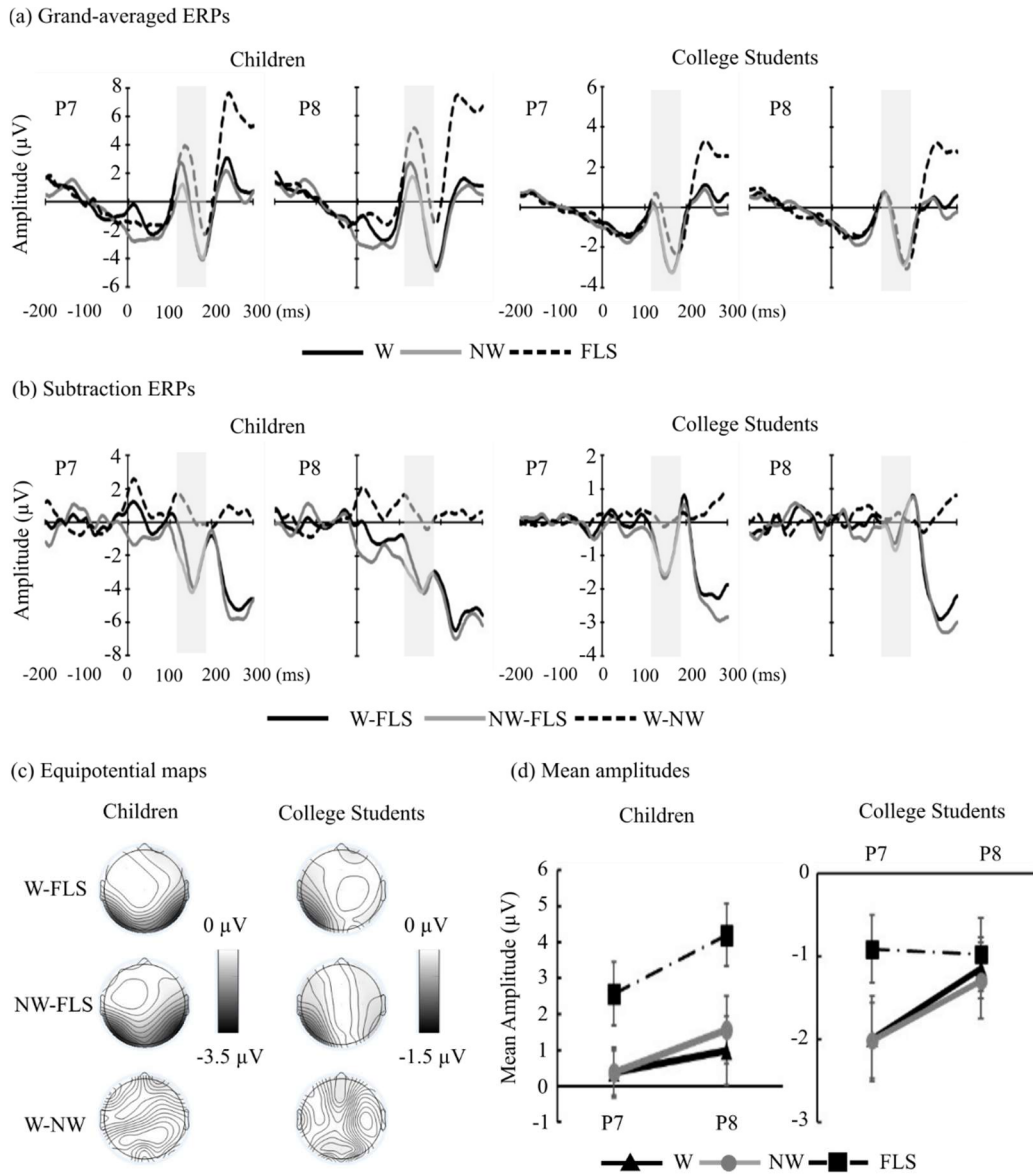 (a) Grand-averaged ERPs
Children
College Students
P7
P8
P7
P8
Amplitude (µV)
8
6
4
2
0
-2
-4
-6
6
4
2
0
-2
-4
-200 -100 0 100 200 300 (ms)
-200 -100 0 100 200 300 (ms)
W NW FLS
(b) Subtraction ERPs
Children
College Students
P7
P8
P7
P8
Amplitude (µV)
4
2
0
-2
-4
-6
-8
2
1
0
-1
-2
-3
-4
-200 -100 0 100 200 300 (ms)
-200 -100 0 100 200 300 (ms)
W-FLS NW-FLS W-NW
(c) Equipotential maps
Children College Students
W-FLS
0 µV
-3.5 µV
0 µV
-1.5 µV
NW-FLS
W-NW
(d) Mean amplitudes
Children
College Students
Mean Amplitude (µV)
6
5
4
3
2
1
0
-1
P7 P8
P7 P8
0
-1
-2
-3
W NW FLS